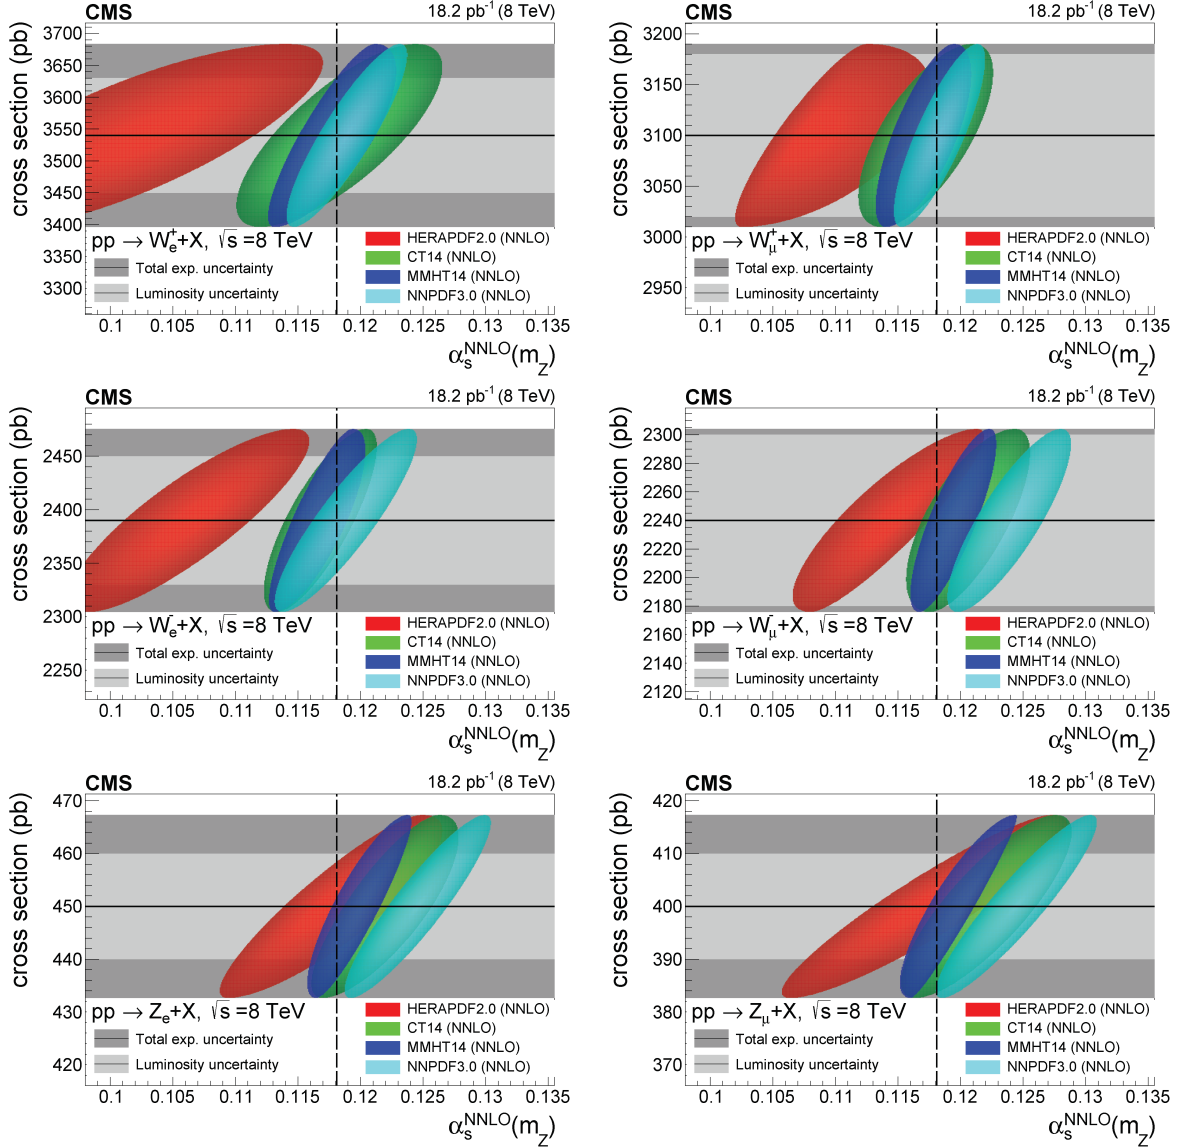 CMS 18.2 pb⁻¹ (8 TeV)
cross section (pb)
3700
3650
3600
3550
3500
3450
3400
3350
3300
pp → W⁺ₑ+X, √s =8 TeV
Total exp. uncertainty
Luminosity uncertainty
HERAPDF2.0 (NNLO)
CT14 (NNLO)
MMHT14 (NNLO)
NNPDF3.0 (NNLO)
0.1 0.105 0.11 0.115 0.12 0.125 0.13 0.135
αₛᴺᴺᴸᴼ(m_Z)
CMS 18.2 pb⁻¹ (8 TeV)
cross section (pb)
3200
3150
3100
3050
3000
2950
pp → W⁺_μ+X, √s =8 TeV
Total exp. uncertainty
Luminosity uncertainty
HERAPDF2.0 (NNLO)
CT14 (NNLO)
MMHT14 (NNLO)
NNPDF3.0 (NNLO)
0.1 0.105 0.11 0.115 0.12 0.125 0.13 0.135
αₛᴺᴺᴸᴼ(m_Z)
CMS 18.2 pb⁻¹ (8 TeV)
cross section (pb)
2450
2400
2350
2300
2250
pp → W⁻ₑ+X, √s =8 TeV
Total exp. uncertainty
Luminosity uncertainty
HERAPDF2.0 (NNLO)
CT14 (NNLO)
MMHT14 (NNLO)
NNPDF3.0 (NNLO)
0.1 0.105 0.11 0.115 0.12 0.125 0.13 0.135
αₛᴺᴺᴸᴼ(m_Z)
CMS 18.2 pb⁻¹ (8 TeV)
cross section (pb)
2300
2280
2260
2240
2220
2200
2180
2160
2140
2120
pp → W⁻_μ+X, √s =8 TeV
Total exp. uncertainty
Luminosity uncertainty
HERAPDF2.0 (NNLO)
CT14 (NNLO)
MMHT14 (NNLO)
NNPDF3.0 (NNLO)
0.1 0.105 0.11 0.115 0.12 0.125 0.13 0.135
αₛᴺᴺᴸᴼ(m_Z)
CMS 18.2 pb⁻¹ (8 TeV)
cross section (pb)
470
460
450
440
430
420
pp → Zₑ+X, √s =8 TeV
Total exp. uncertainty
Luminosity uncertainty
HERAPDF2.0 (NNLO)
CT14 (NNLO)
MMHT14 (NNLO)
NNPDF3.0 (NNLO)
0.1 0.105 0.11 0.115 0.12 0.125 0.13 0.135
αₛᴺᴺᴸᴼ(m_Z)
CMS 18.2 pb⁻¹ (8 TeV)
cross section (pb)
420
410
400
390
380
370
pp → Z_μ+X, √s =8 TeV
Total exp. uncertainty
Luminosity uncertainty
HERAPDF2.0 (NNLO)
CT14 (NNLO)
MMHT14 (NNLO)
NNPDF3.0 (NNLO)
0.1 0.105 0.11 0.115 0.12 0.125 0.13 0.135
αₛᴺᴺᴸᴼ(m_Z)